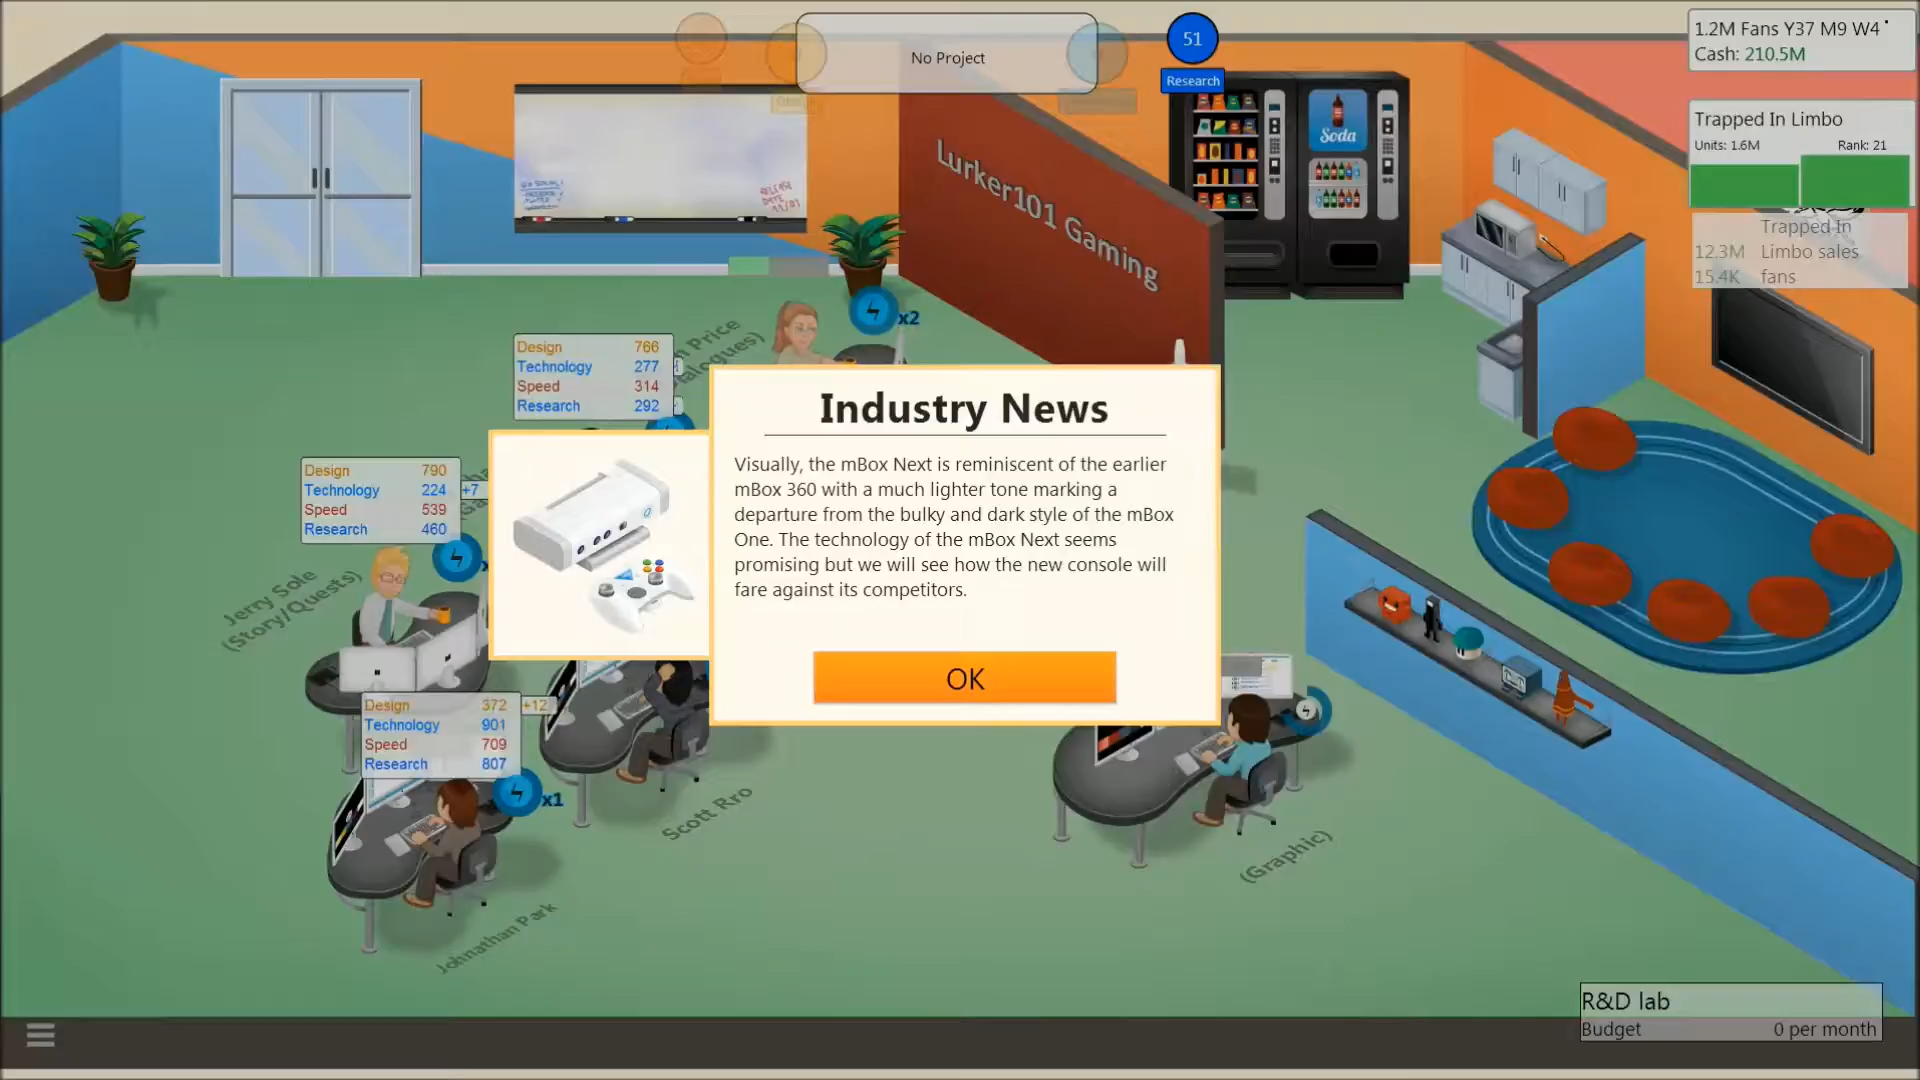 No Project
51
Research
1.2M Fans Y37 M9 W4
Cash: 210.5M
Trapped In Limbo
Units: 1.6M Rank: 21
Trapped In
12.3M Limbo sales
15.4K fans
Soda
RELEASE
DATE
11/03
Lurker101 Gaming
x2
Design 766
Technology 277
Speed 314
Research 292
Price
Design 790
Technology 224 +7
Speed 539
Research 460
Jerry Sole
(Story/Quests)
Industry News
Visually, the mBox Next is reminiscent of the earlier
mBox 360 with a much lighter tone marking a
departure from the bulky and dark style of the mBox
One. The technology of the mBox Next seems
promising but we will see how the new console will
fare against its competitors.
OK
Design 372 +12
Technology 901
Speed 709
Research 807
x1
Scott Rro
Johnathan Park
(Graphic)
R&D lab
Budget 0 per month